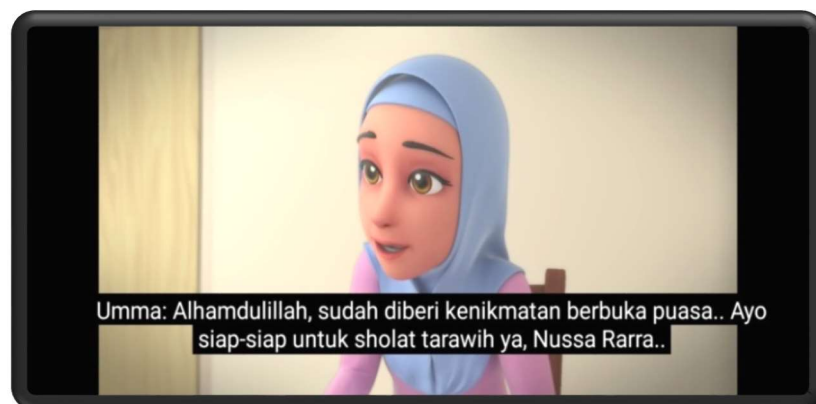 Umma: Alhamdulillah, sudah diberi kenikmatan berbuka puasa.. Ayo
siap-siap untuk sholat tarawih ya, Nussa Rarra..